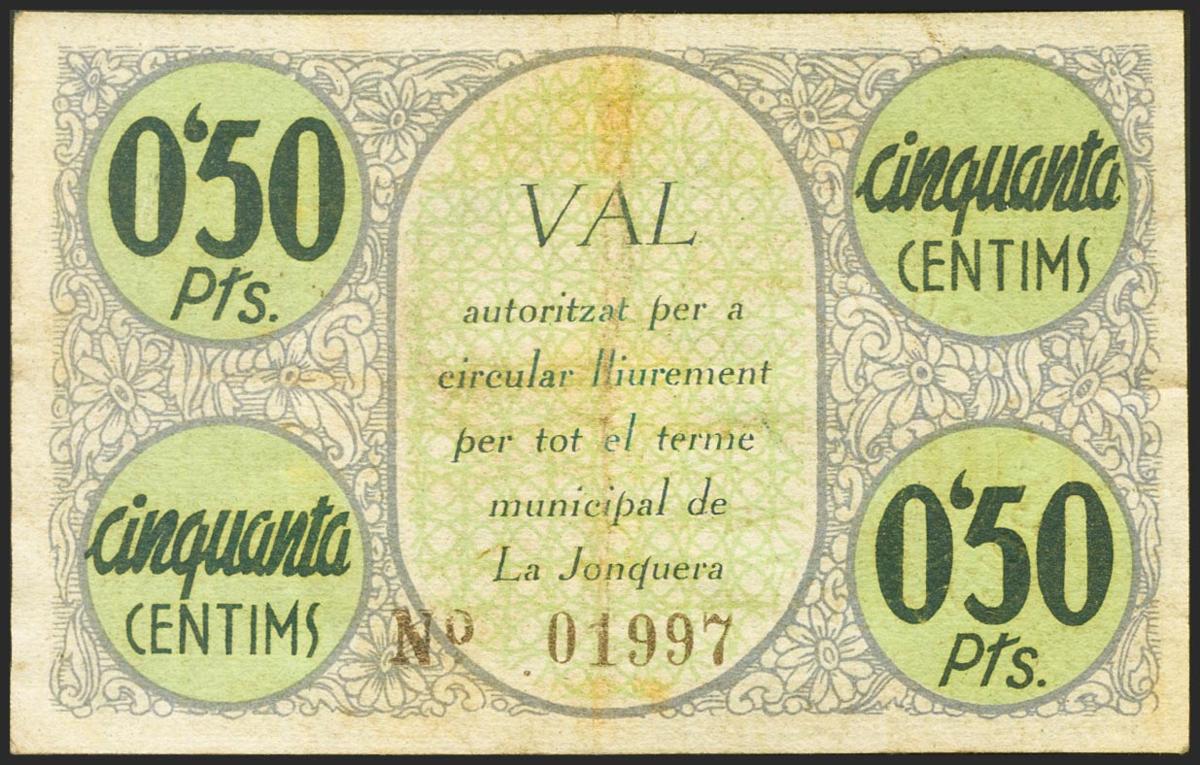 0'50
Pts.
cinquanta
CENTIMS
VAL
autoritzat per a
circular lliurement
per tot el terme
municipal de
La Jonquera
Nº 01997
cinquanta
CENTIMS
0'50
Pts.